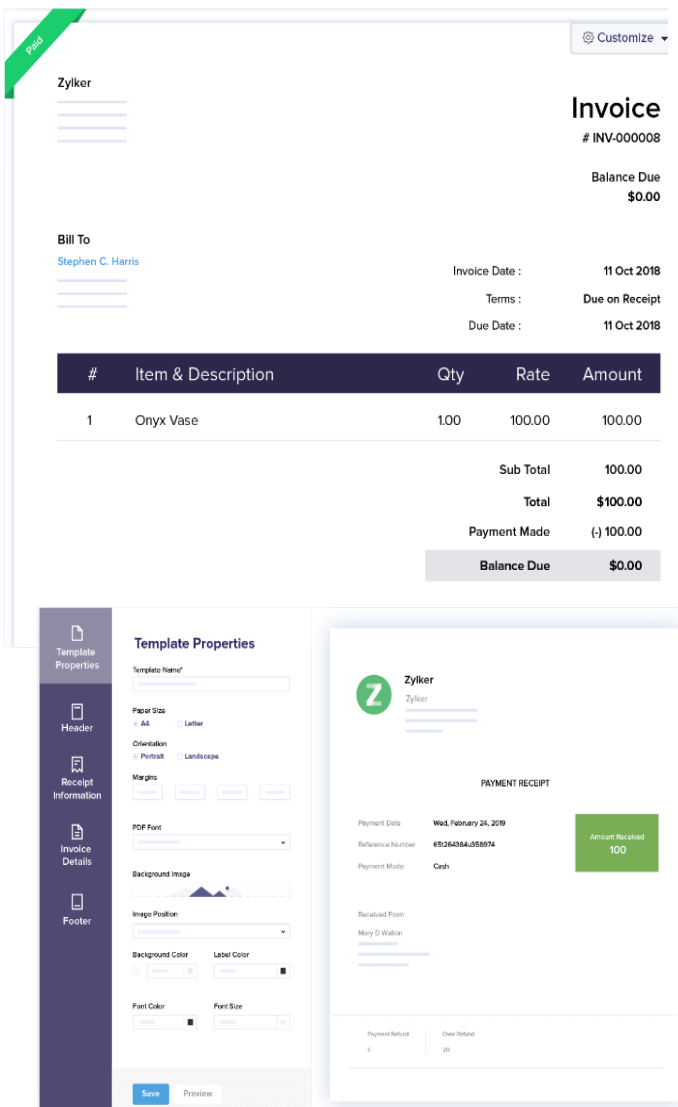 Paid
Customize
Zylker
Invoice
# INV-000008
Balance Due
$0.00
Bill To
Stephen C. Harris
Invoice Date : 11 Oct 2018
Terms : Due on Receipt
Due Date : 11 Oct 2018
# Item & Description Qty Rate Amount
1 Onyx Vase 1.00 100.00 100.00
Sub Total 100.00
Total $100.00
Payment Made (-) 100.00
Balance Due $0.00
Template Properties
Header
Receipt Information
Invoice Details
Footer
Template Properties
Template Name*
Paper Size
A4 Letter
Orientation
Portrait Landscape
Margins
PDF Font
Background Image
Image Position
Background Color Label Color
Font Color Font Size
Save Preview
Z
Zylker
Zylker
PAYMENT RECEIPT
Payment Date Wed, February 24, 2019
Reference Number 651264384u358974
Payment Mode Cash
Amount Received
100
Received From
Mary D Walton
Payment Refund Over Refund
20